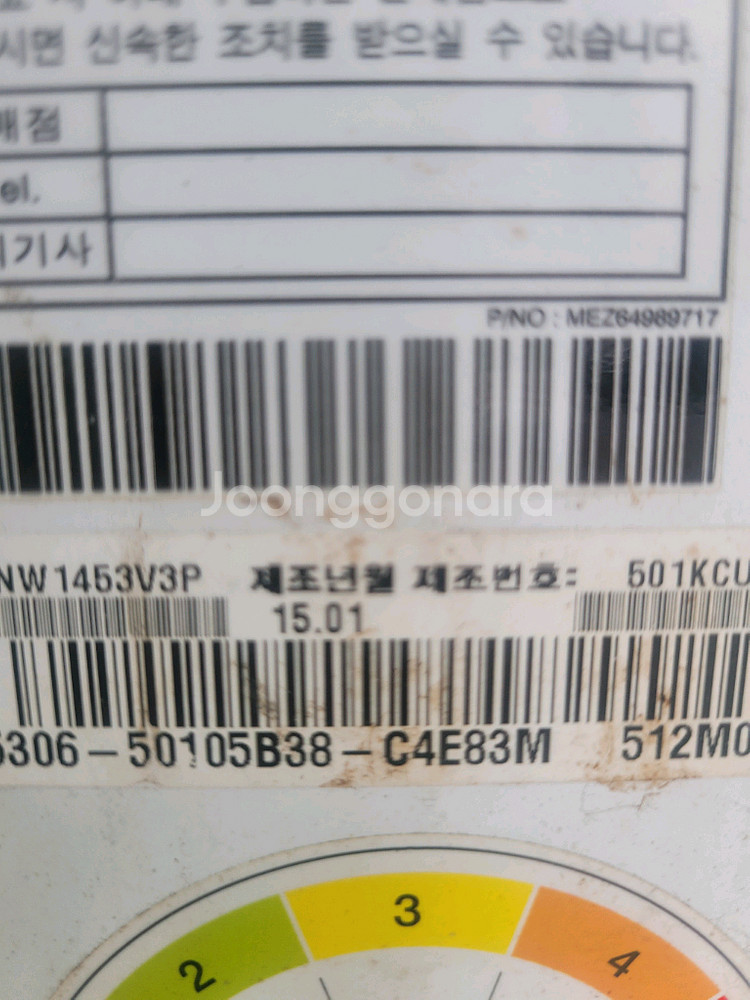 시면 신속한 조치를 받으실 수 있습니다.
매점
el.
기사
P/NO : MEZ64989717
Joonggonara
NW1453V3P 제조년월 제조번호: 501KCU
15.01
5306-50105B38-C4E83M 512M0
2 3 4